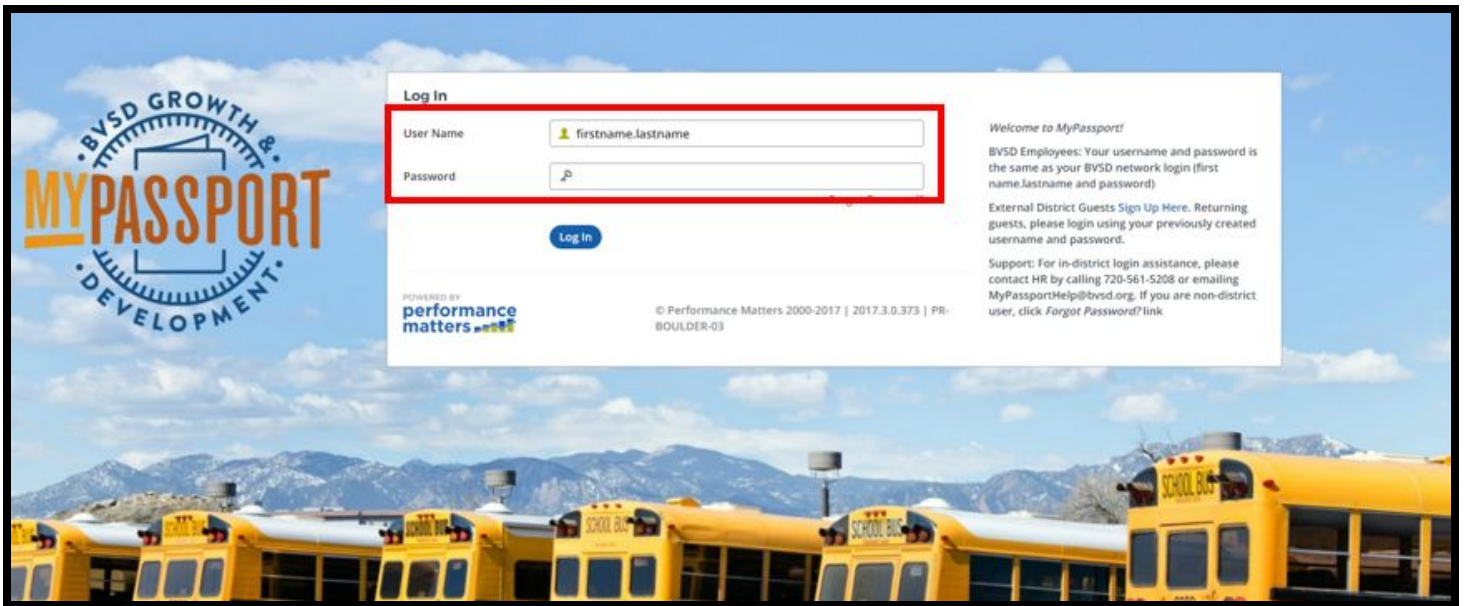 BVSD GROWTH &
MYPASSPORT
DEVELOPMENT
Log In
User Name
firstname.lastname
Password
Log In
POWERED BY
performance
matters
© Performance Matters 2000-2017 | 2017.3.0.373 | PR-
BOULDER-03
Welcome to MyPassport!
BVSD Employees: Your username and password is
the same as your BVSD network login (first
name.lastname and password)
External District Guests Sign Up Here. Returning
guests, please login using your previously created
username and password.
Support: For in-district login assistance, please
contact HR by calling 720-561-5208 or emailing
MyPassportHelp@bvsd.org. If you are non-district
user, click Forgot Password? link
SCHOOL BUS
SCHOOL BUS
SCHOOL BUS
SCHOOL BUS